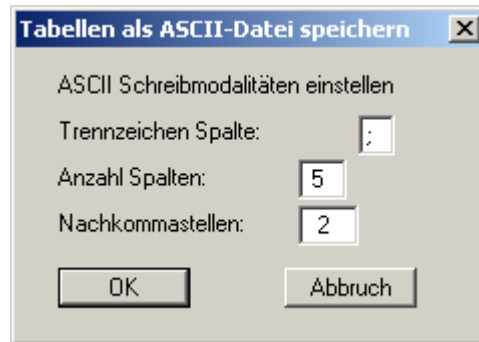 Tabellen als ASCII-Datei speichern
ASCII Schreibmodalitäten einstellen
Trennzeichen Spalte: ;
Anzahl Spalten: 5
Nachkommastellen: 2
OK Abbruch